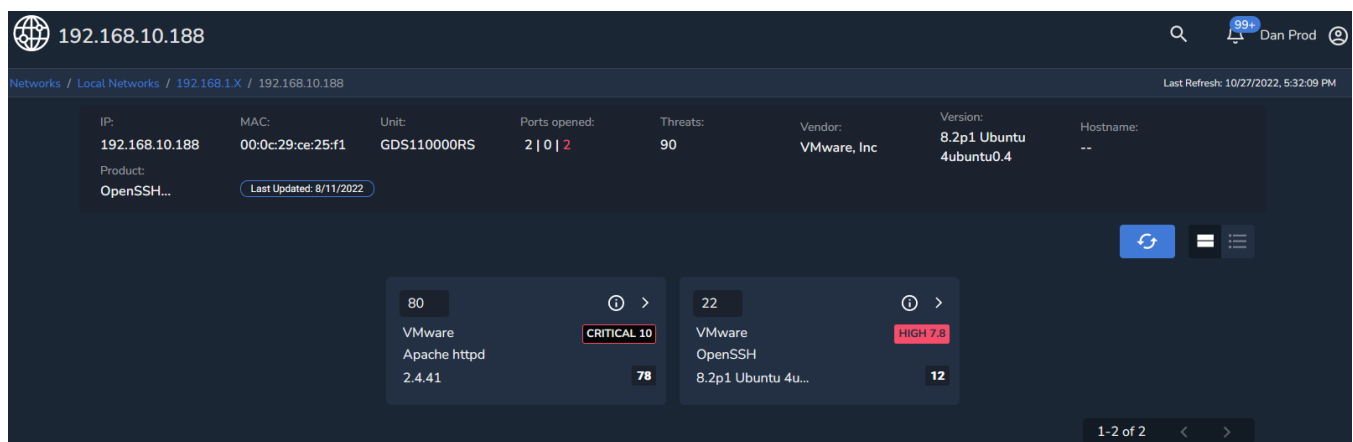 192.168.10.188
99+
Dan Prod
Networks / Local Networks / 192.168.1.X / 192.168.10.188
Last Refresh: 10/27/2022, 5:32:09 PM
IP:
192.168.10.188
MAC:
00:0c:29:ce:25:f1
Unit:
GDS110000RS
Ports opened:
2 | 0 | 2
Threats:
90
Vendor:
VMware, Inc
Version:
8.2p1 Ubuntu
4ubuntu0.4
Hostname:
--
Product:
OpenSSH...
Last Updated: 8/11/2022
80
VMware
CRITICAL 10
Apache httpd
2.4.41
78
22
VMware
HIGH 7.8
OpenSSH
8.2p1 Ubuntu 4u...
12
1-2 of 2